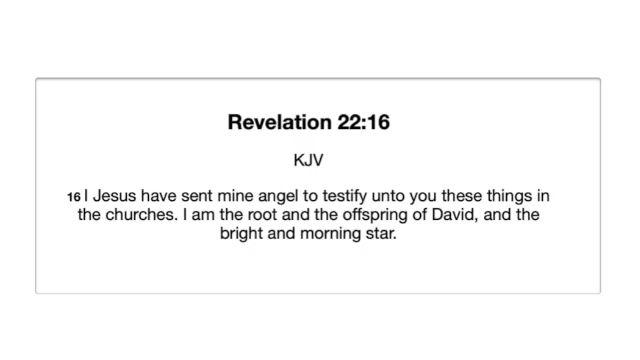 Revelation 22:16
KJV
16 I Jesus have sent mine angel to testify unto you these things in
the churches. I am the root and the offspring of David, and the
bright and morning star.